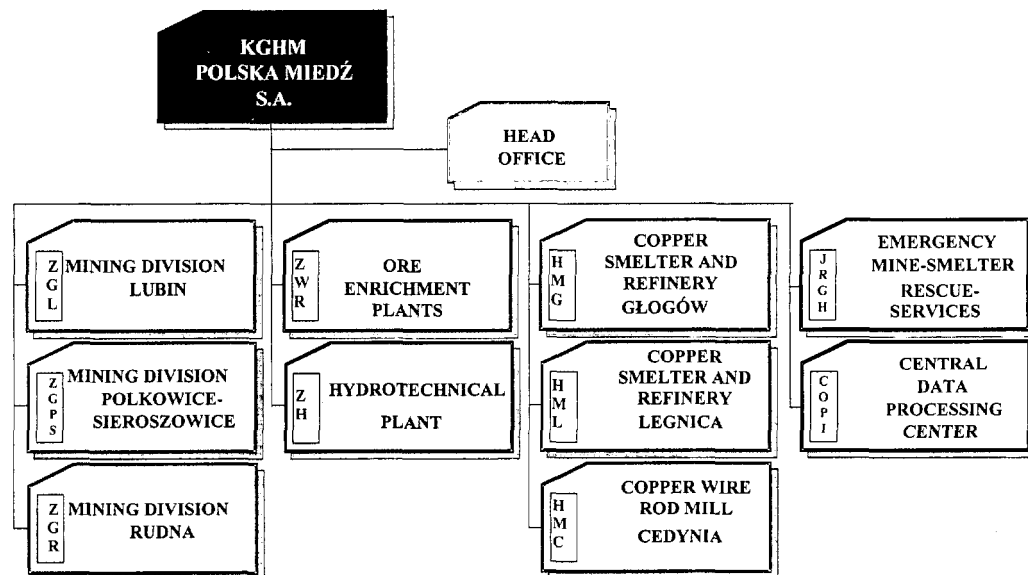 KGHM
POLSKA MIEDŹ
S.A.
HEAD
OFFICE
ZGL
MINING DIVISION
LUBIN
ZWR
ORE
ENRICHMENT
PLANTS
HMG
COPPER
SMELTER AND
REFINERY
GŁOGÓW
JRGH
EMERGENCY
MINE-SMELTER
RESCUE-
SERVICES
ZGPS
MINING DIVISION
POLKOWICE-
SIEROSZOWICE
ZH
HYDROTECHNICAL
PLANT
HML
COPPER
SMELTER AND
REFINERY
LEGNICA
COPI
CENTRAL
DATA
PROCESSING
CENTER
ZGR
MINING DIVISION
RUDNA
HMC
COPPER WIRE
ROD MILL
CEDYNIA